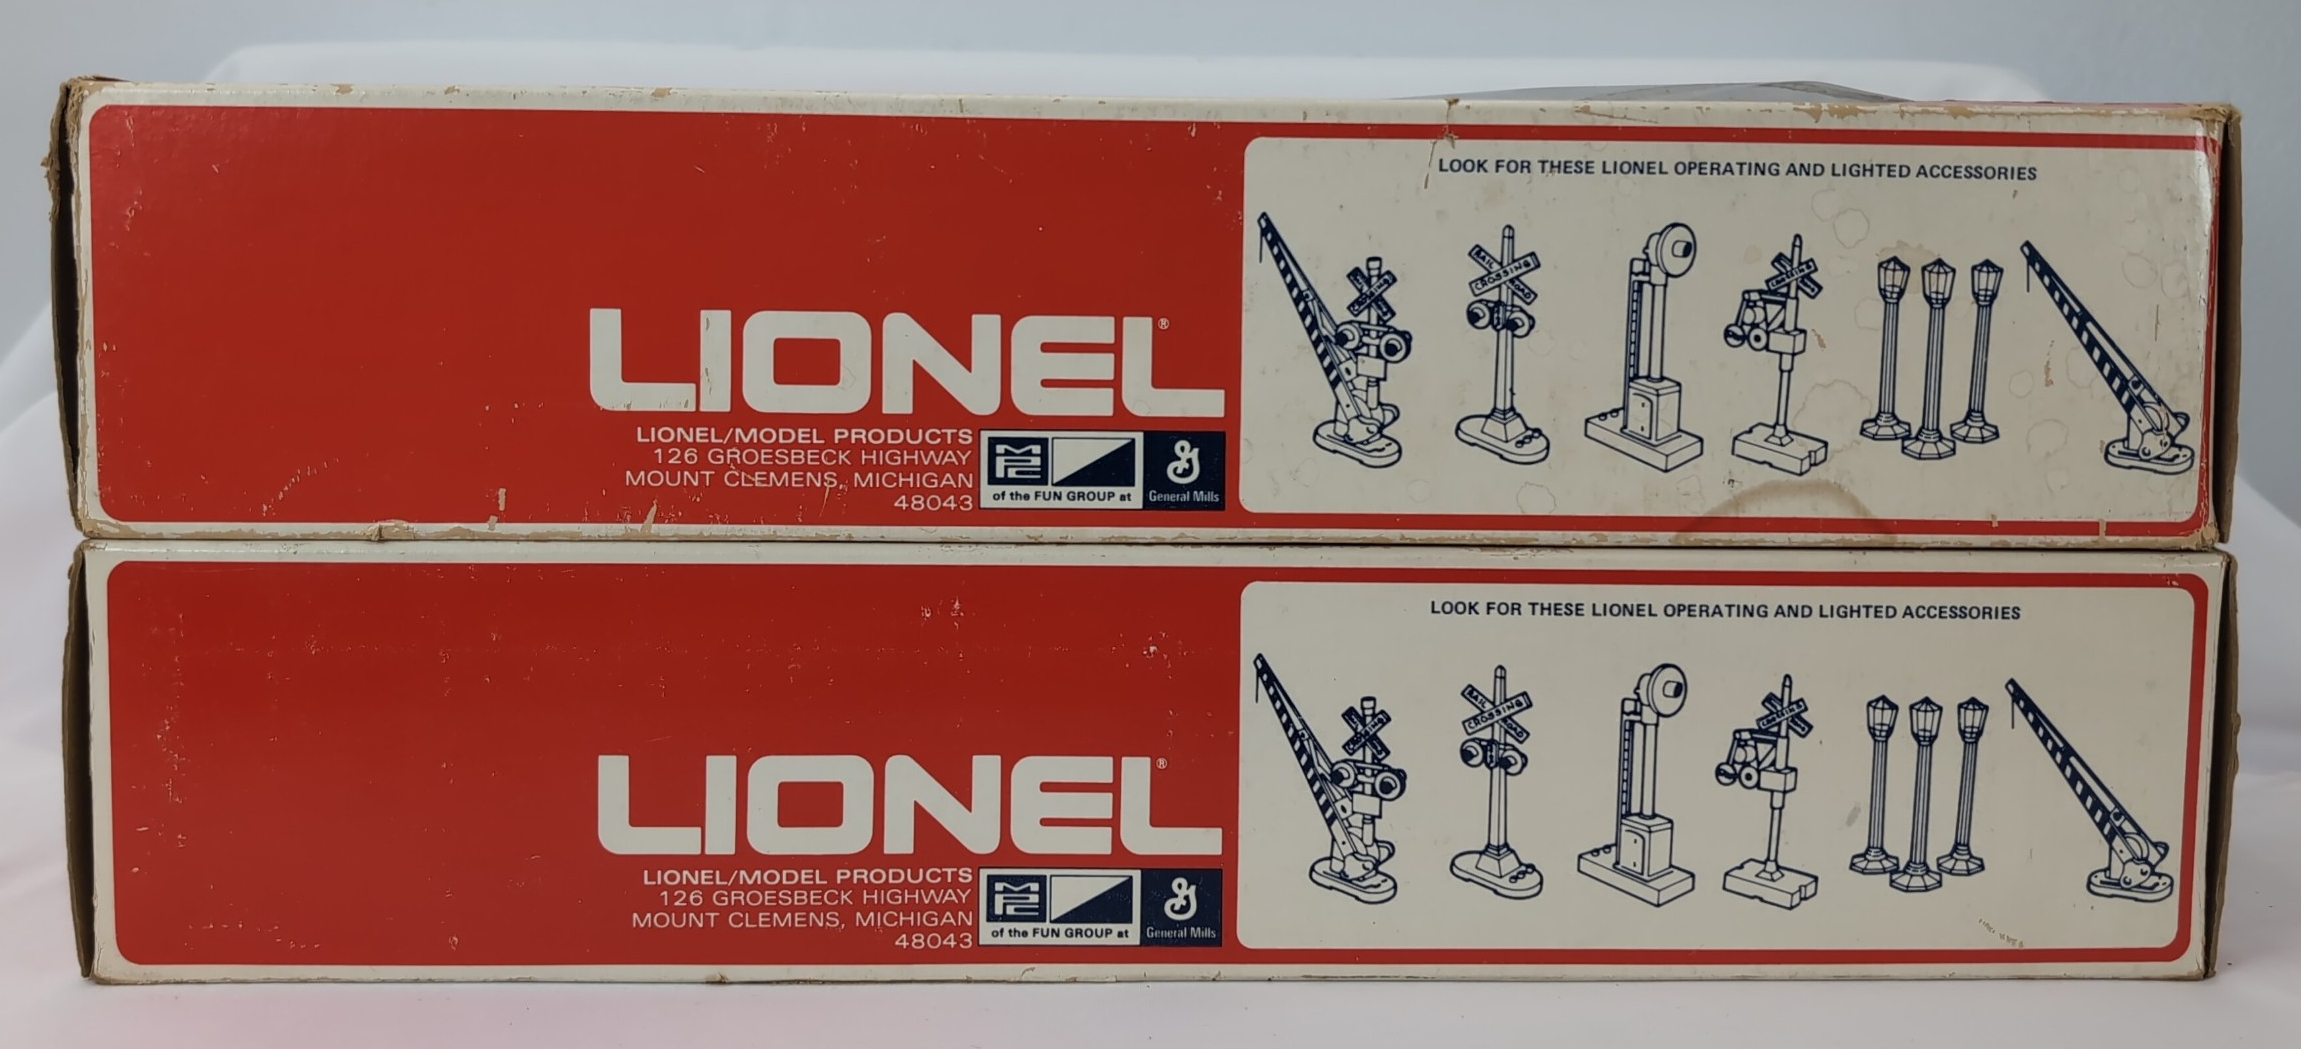 LOOK FOR THESE LIONEL OPERATING AND LIGHTED ACCESSORIES
RAIL ROAD
CROSSING
CROSSING
LIONEL®
LIONEL/MODEL PRODUCTS
126 GROESBECK HIGHWAY
MOUNT CLEMENS, MICHIGAN
48043
MPC
of the FUN GROUP at
General Mills
LOOK FOR THESE LIONEL OPERATING AND LIGHTED ACCESSORIES
RAIL ROAD
CROSSING
CROSSING
LIONEL®
LIONEL/MODEL PRODUCTS
126 GROESBECK HIGHWAY
MOUNT CLEMENS, MICHIGAN
48043
MPC
of the FUN GROUP at
General Mills